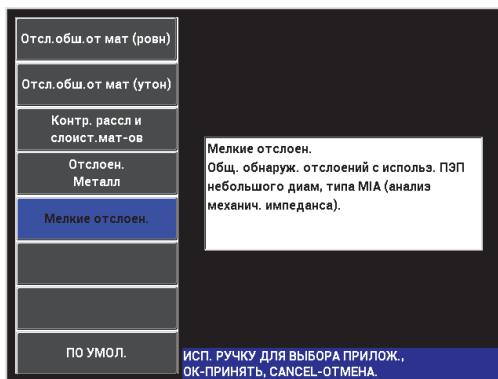 Отсл.обш.от мат (ровн)
Отсл.обш.от мат (утон)
Контр. рассл и
слоист.мат-ов
Отслоен.
Металл
Мелкие отслоен.
Мелкие отслоен.
Общ. обнаруж. отслоений с использ. ПЭП
небольшого диам, типа MIA (анализ
механич. импеданса).
ПО УМОЛ.
ИСП. РУЧКУ ДЛЯ ВЫБОРА ПРИЛОЖ.,
ОК-ПРИНЯТЬ, CANCEL-ОТМЕНА.